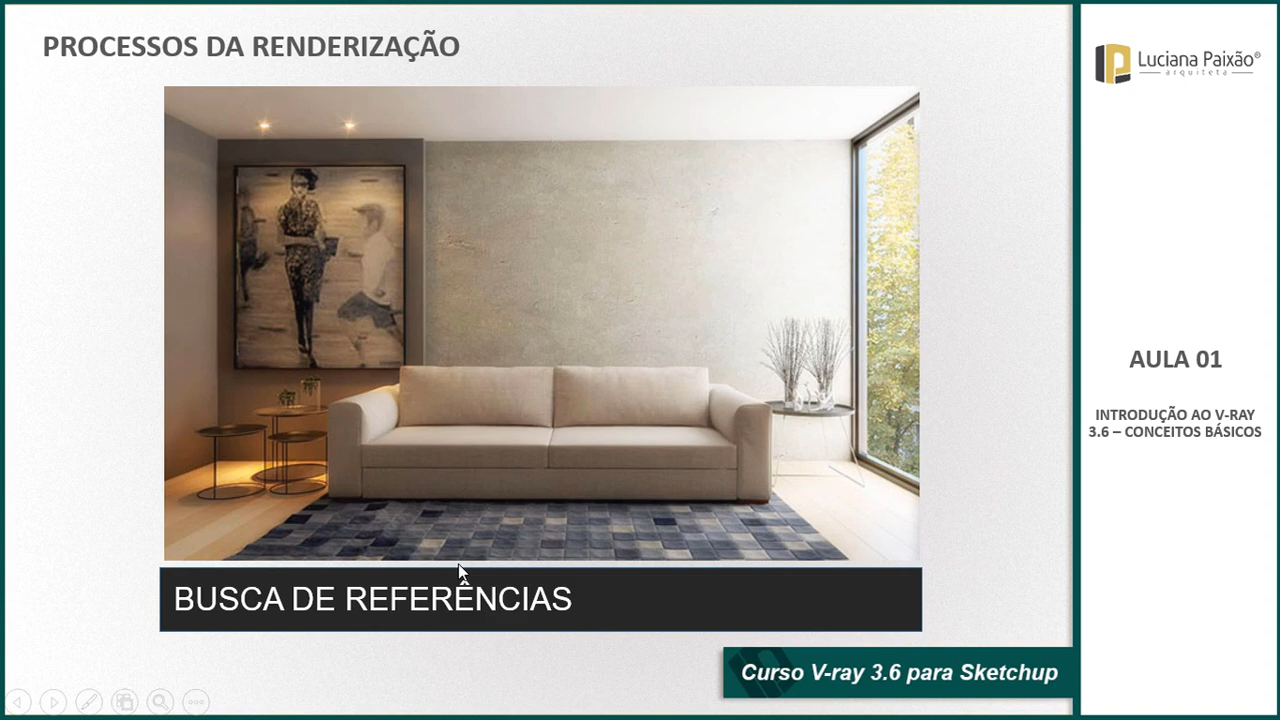 PROCESSOS DA RENDERIZAÇÃO
BUSCA DE REFERÊNCIAS
Curso V-ray 3.6 para Sketchup
Luciana Paixão®
arquiteta
AULA 01
INTRODUÇÃO AO V-RAY
3.6 – CONCEITOS BÁSICOS